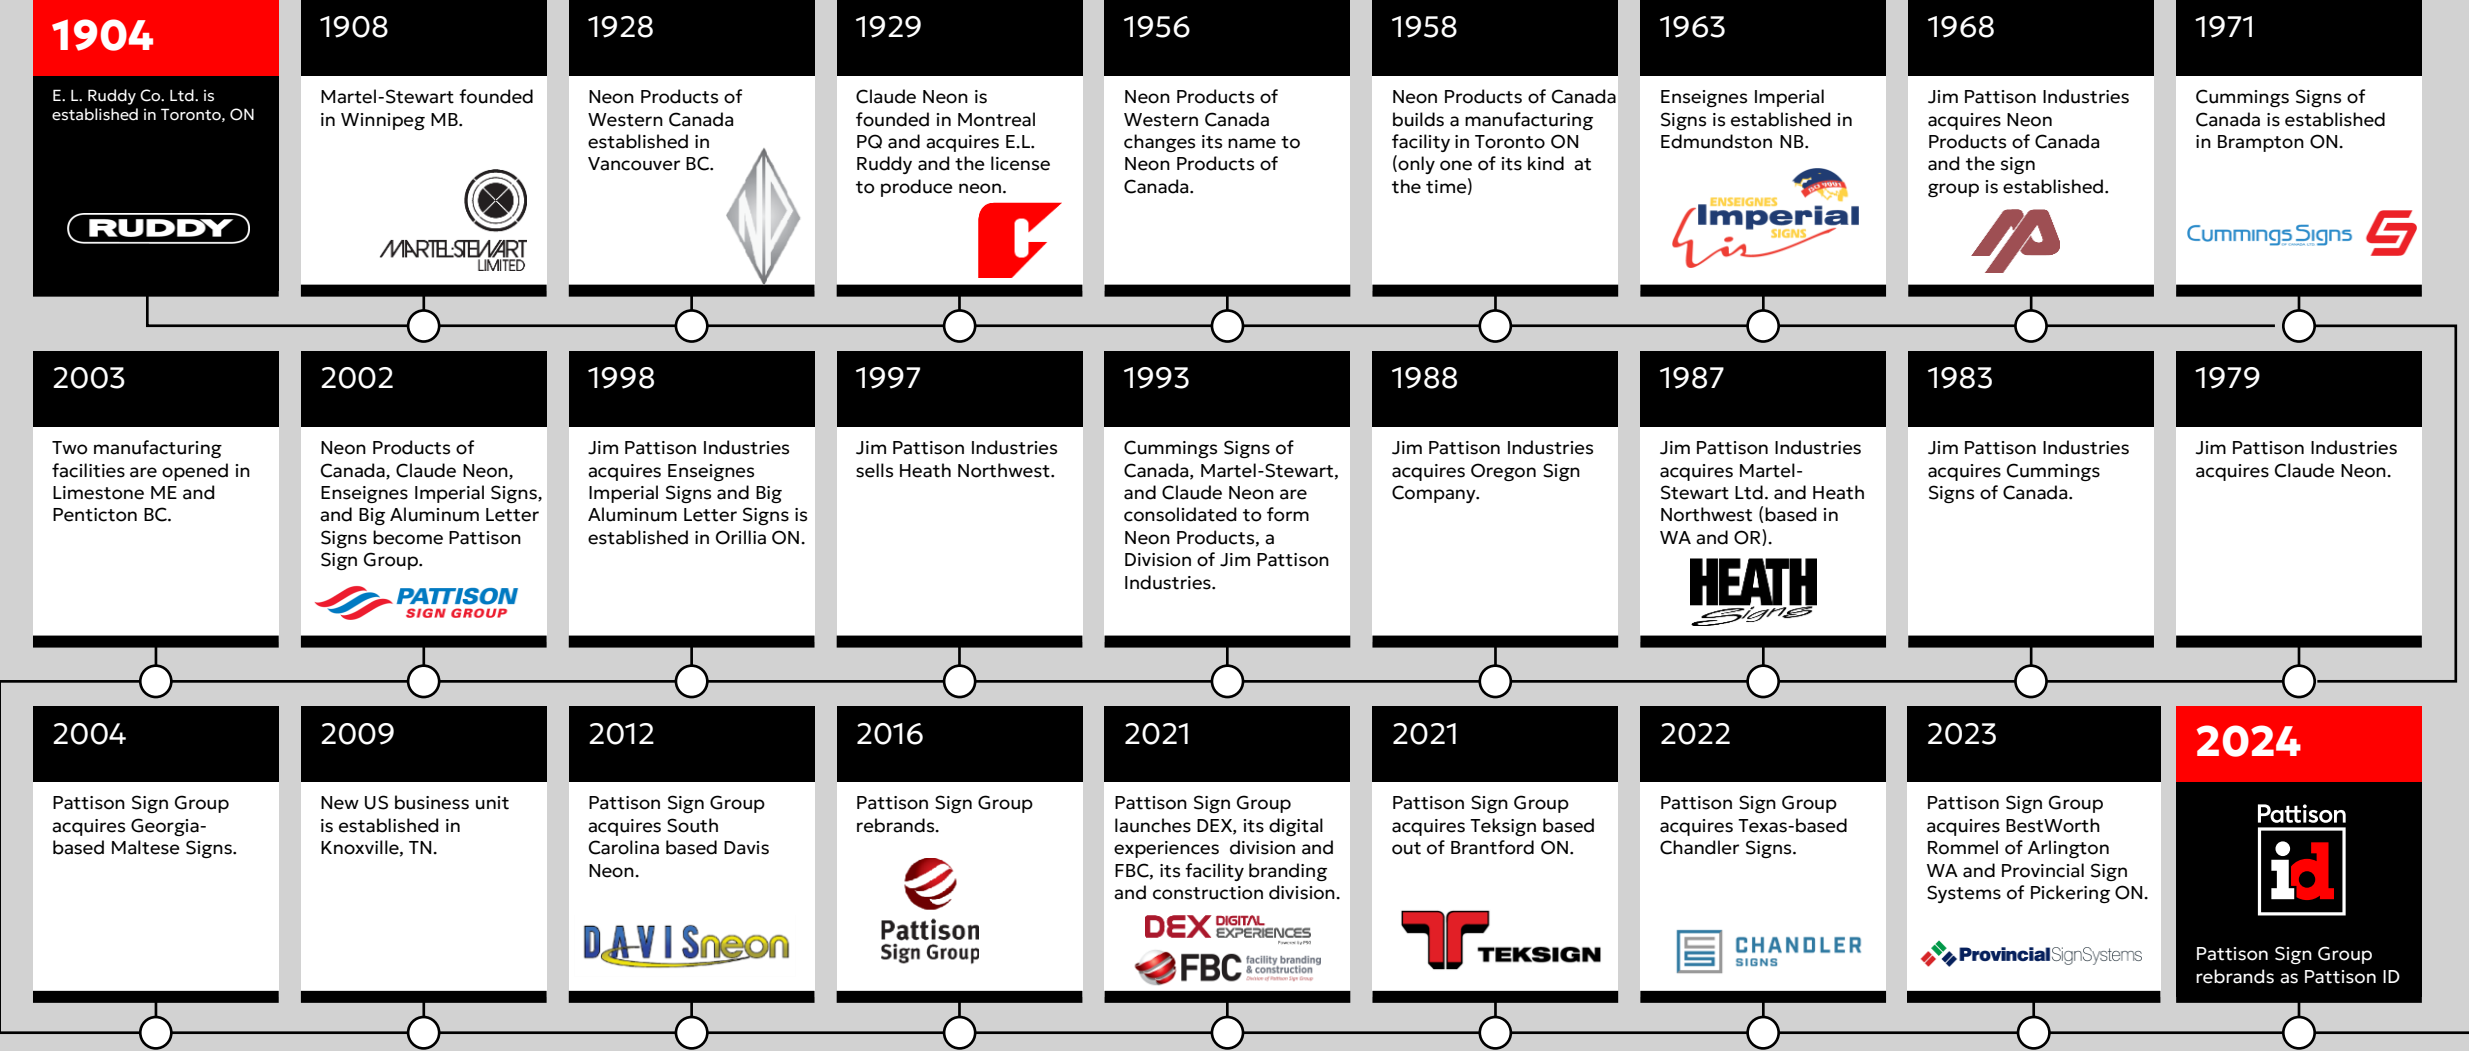 1904
E. L. Ruddy Co. Ltd. is
established in Toronto, ON
RUDDY
1908
Martel-Stewart founded
in Winnipeg MB.
MARTEL-STEWART
LIMITED
1928
Neon Products of
Western Canada
established in
Vancouver BC.
1929
Claude Neon is
founded in Montreal
PQ and acquires E.L.
Ruddy and the license
to produce neon.
1956
Neon Products of
Western Canada
changes its name to
Neon Products of
Canada.
1958
Neon Products of Canada
builds a manufacturing
facility in Toronto ON
(only one of its kind at
the time)
1963
Enseignes Imperial
Signs is established in
Edmundston NB.
ISO 9001
ENSEIGNES
Imperial
SIGNS
1968
Jim Pattison Industries
acquires Neon
Products of Canada
and the sign
group is established.
1971
Cummings Signs of
Canada is established
in Brampton ON.
Cummings Signs
OF CANADA LTD
2003
Two manufacturing
facilities are opened in
Limestone ME and
Penticton BC.
2002
Neon Products of
Canada, Claude Neon,
Enseignes Imperial Signs,
and Big Aluminum Letter
Signs become Pattison
Sign Group.
PATTISON
SIGN GROUP
1998
Jim Pattison Industries
acquires Enseignes
Imperial Signs and Big
Aluminum Letter Signs is
established in Orillia ON.
1997
Jim Pattison Industries
sells Heath Northwest.
1993
Cummings Signs of
Canada, Martel-Stewart,
and Claude Neon are
consolidated to form
Neon Products, a
Division of Jim Pattison
Industries.
1988
Jim Pattison Industries
acquires Oregon Sign
Company.
1987
Jim Pattison Industries
acquires Martel-
Stewart Ltd. and Heath
Northwest (based in
WA and OR).
HEATH
Signs
1983
Jim Pattison Industries
acquires Cummings
Signs of Canada.
1979
Jim Pattison Industries
acquires Claude Neon.
2004
Pattison Sign Group
acquires Georgia-
based Maltese Signs.
2009
New US business unit
is established in
Knoxville, TN.
2012
Pattison Sign Group
acquires South
Carolina based Davis
Neon.
DAVISneon
2016
Pattison Sign Group
rebrands.
Pattison
Sign Group
2021
Pattison Sign Group
launches DEX, its digital
experiences division and
FBC, its facility branding
and construction division.
DEX DIGITAL
EXPERIENCES
Powered by PSG
FBC facility branding
& construction
Division of Pattison Sign Group
2021
Pattison Sign Group
acquires Teksign based
out of Brantford ON.
TEKSIGN
2022
Pattison Sign Group
acquires Texas-based
Chandler Signs.
CHANDLER
SIGNS
2023
Pattison Sign Group
acquires BestWorth
Rommel of Arlington
WA and Provincial Sign
Systems of Pickering ON.
ProvincialSignSystems
2024
Pattison
id
Pattison Sign Group
rebrands as Pattison ID